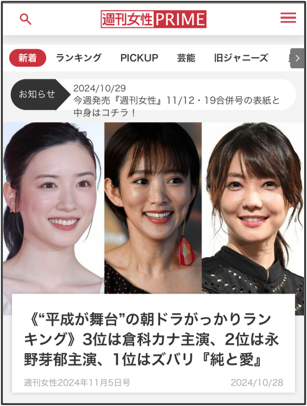 週刊女性PRIME
新着 ランキング PICKUP 芸能 旧ジャニーズ
お知らせ
2024/10/29
今週発売『週刊女性』11/12・19合併号の表紙と
中身はコチラ！
《“平成が舞台”の朝ドラがっかりラン
キング》3位は倉科カナ主演、2位は永
野芽郁主演、1位はズバリ『純と愛』
週刊女性2024年11月5日号 2024/10/28